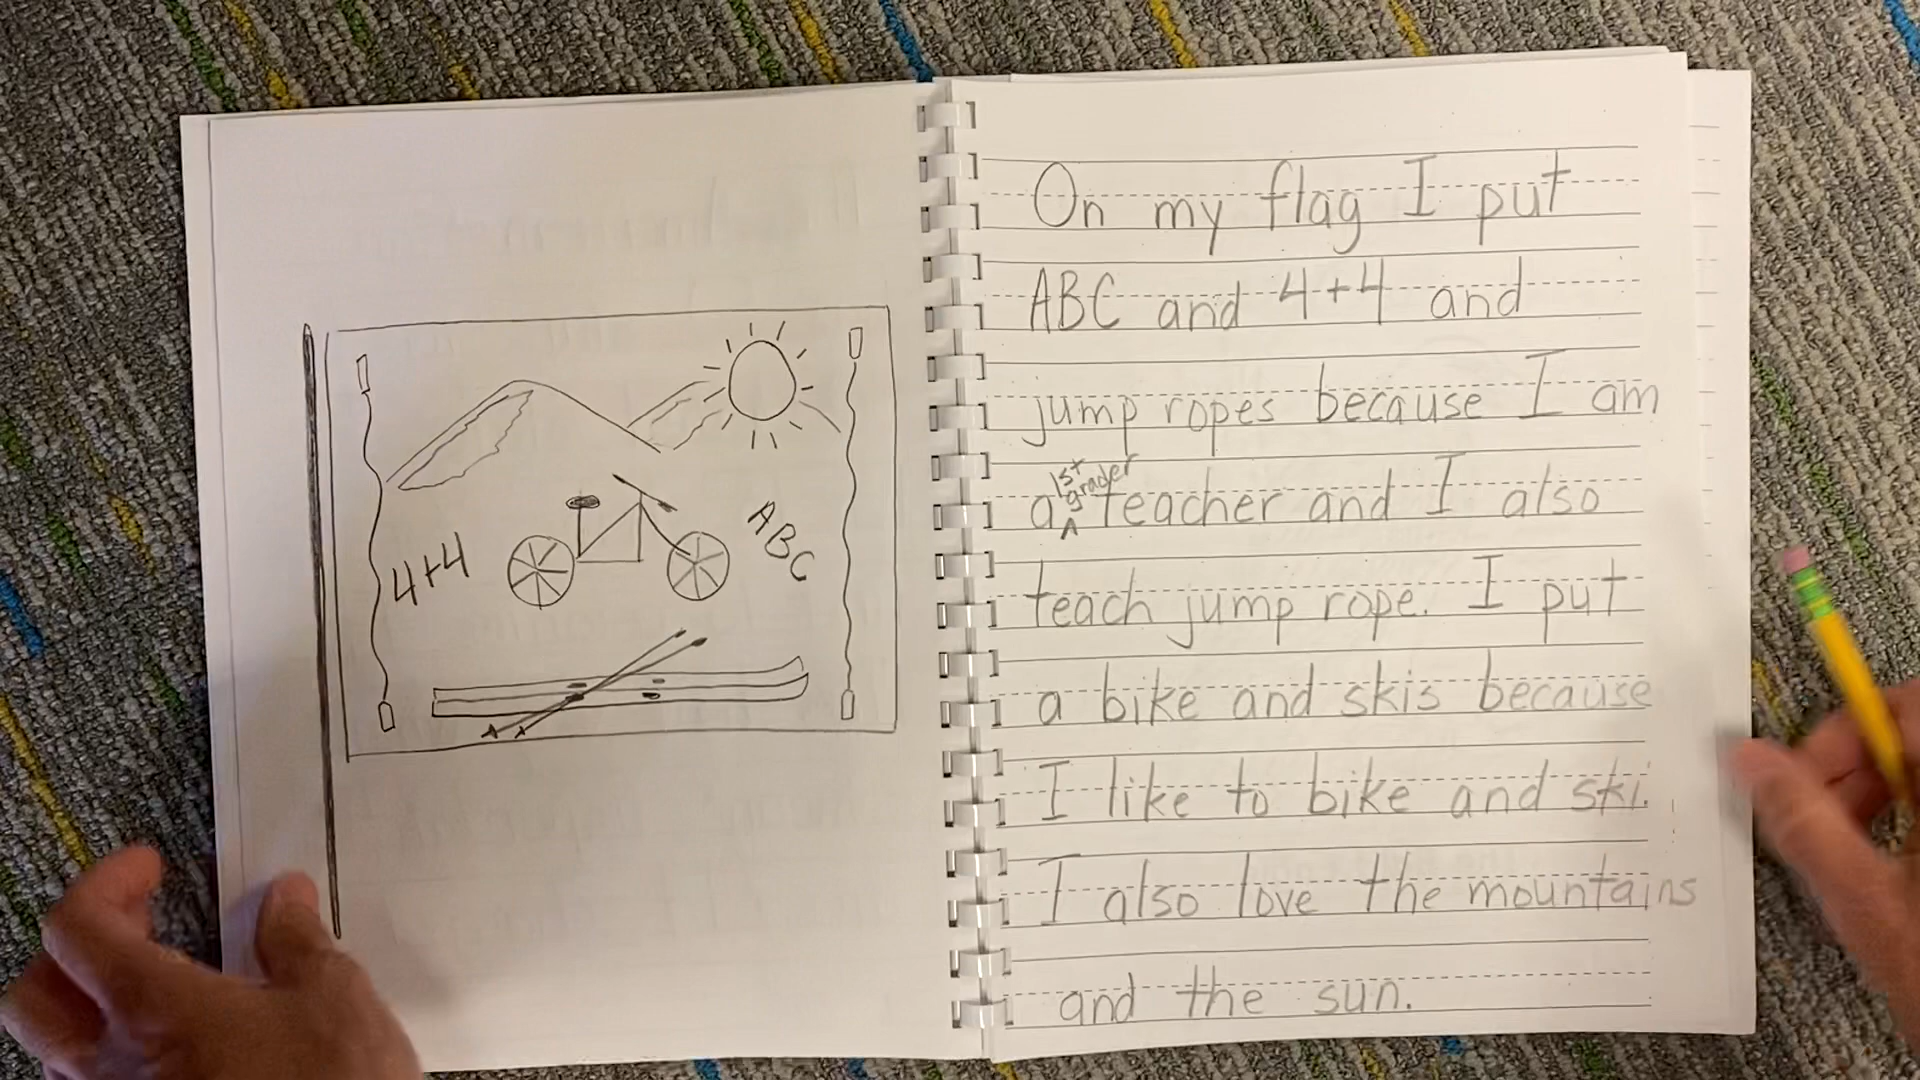 4+4
ABC
On my flag I put
ABC and 4+4 and
jump ropes because I am
a 1st grader teacher and I also
teach jump rope. I put
a bike and skis because
I like to bike and ski.
I also love the mountains
and the sun.